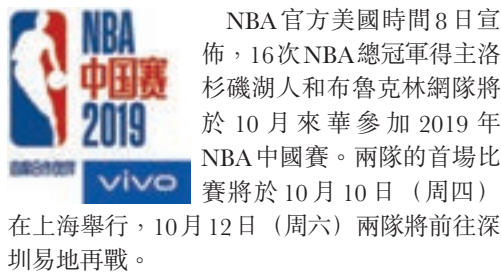 NBA
中国赛
2019
vivo
NBA官方美國時間8日宣
佈，16次NBA總冠軍得主洛
杉磯湖人和布魯克林網隊將
於10月來華參加2019年
NBA中國賽。兩隊的首場比
賽將於10月10日（周四）
在上海舉行，10月12日（周六）兩隊將前往深
圳易地再戰。